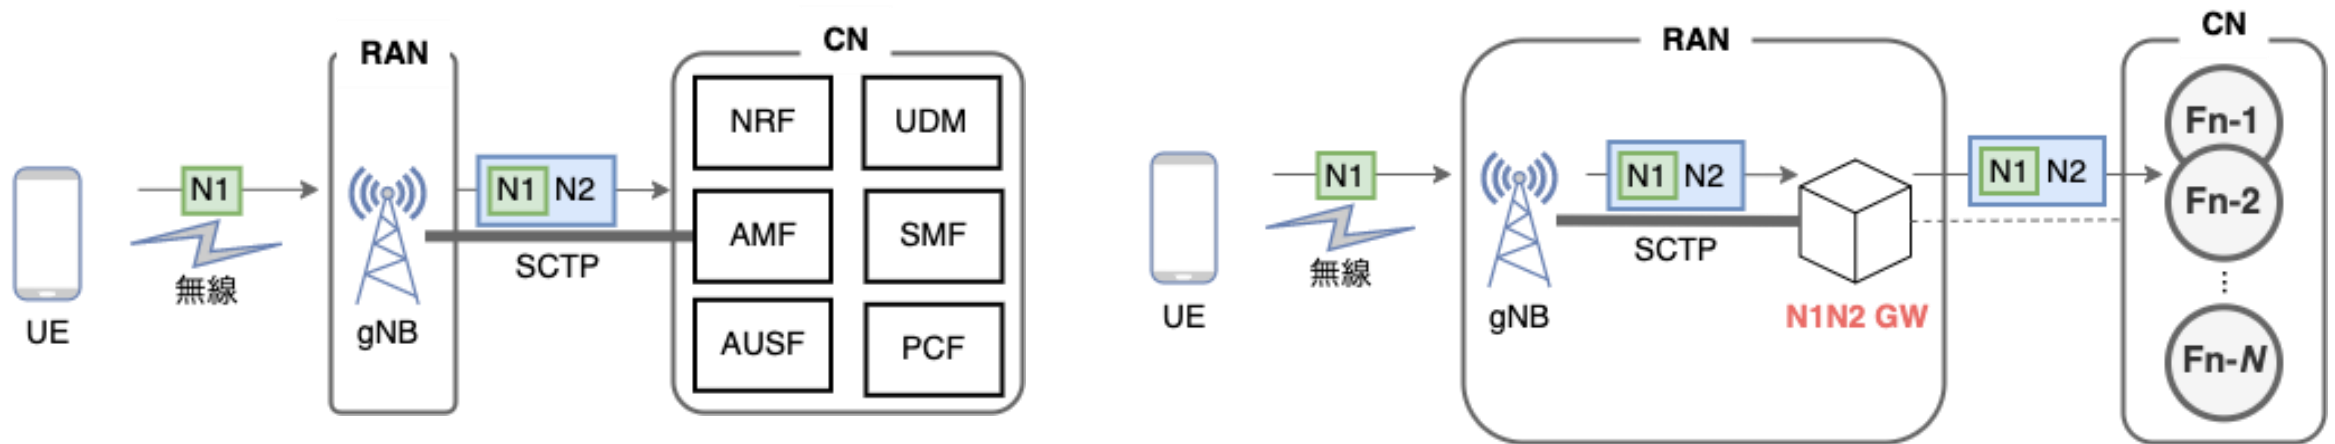 RAN
CN
NRF
UDM
N1
N1 N2
AMF
SMF
SCTP
無線
UE
gNB
AUSF
PCF
RAN
CN
Fn-1
N1
N1 N2
N1 N2
Fn-2
SCTP
無線
UE
gNB
N1N2 GW
⋮
Fn-N